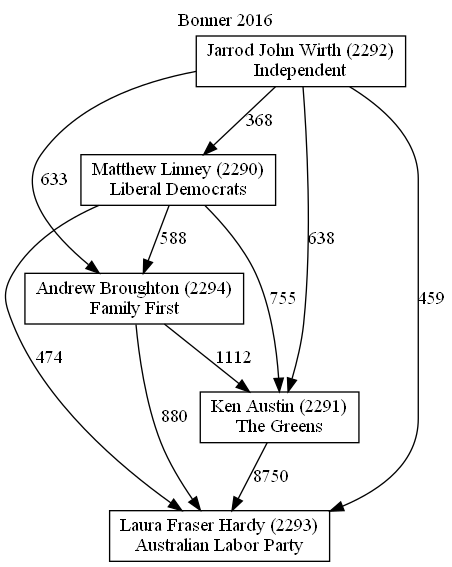 Bonner 2016
Jarrod John Wirth (2292)
Independent
368
Matthew Linney (2290)
Liberal Democrats
633
588
638
755
459
Andrew Broughton (2294)
Family First
474
1112
880
Ken Austin (2291)
The Greens
8750
Laura Fraser Hardy (2293)
Australian Labor Party